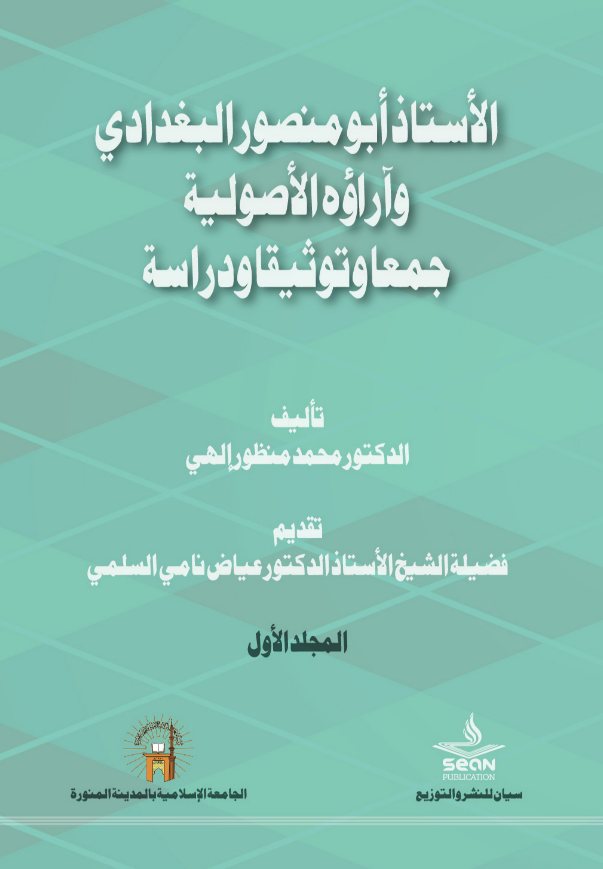 الأستاذ أبو منصور البغدادي
وآراؤه الأصولية
جمعا وتوثيقا ودراسة
تأليف
الدكتور محمد منظور إلهي
تقديم
فضيلة الشيخ الأستاذ الدكتور عياض نامي السلمي
المجلد الأول
SEAN
PUBLICATION
سيان للنشر والتوزيع
الجامعة الإسلامية بالمدينة المنورة